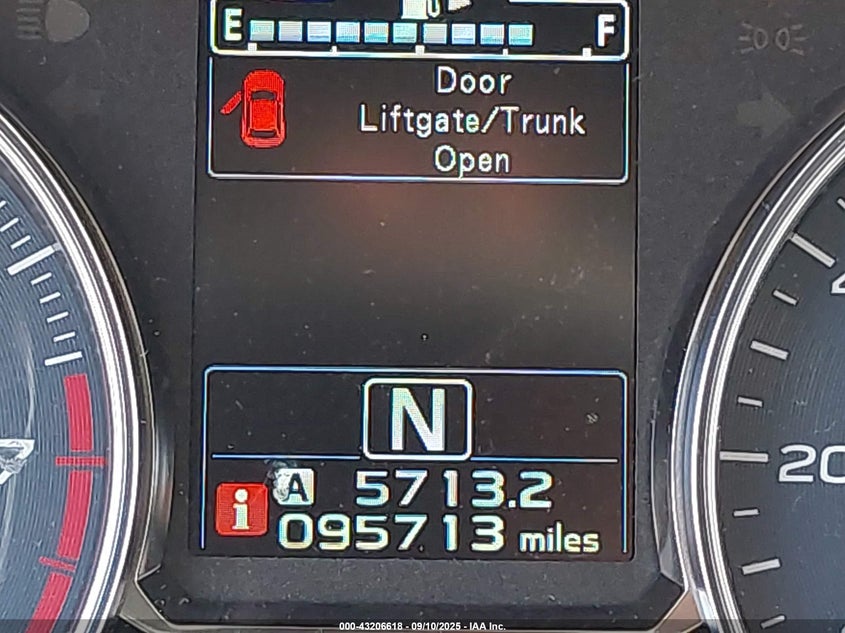 E F
Door
Liftgate/Trunk
Open
N
A 5713.2
i 095713 miles
20
000-43206618 - 09/10/2025 - IAA Inc.